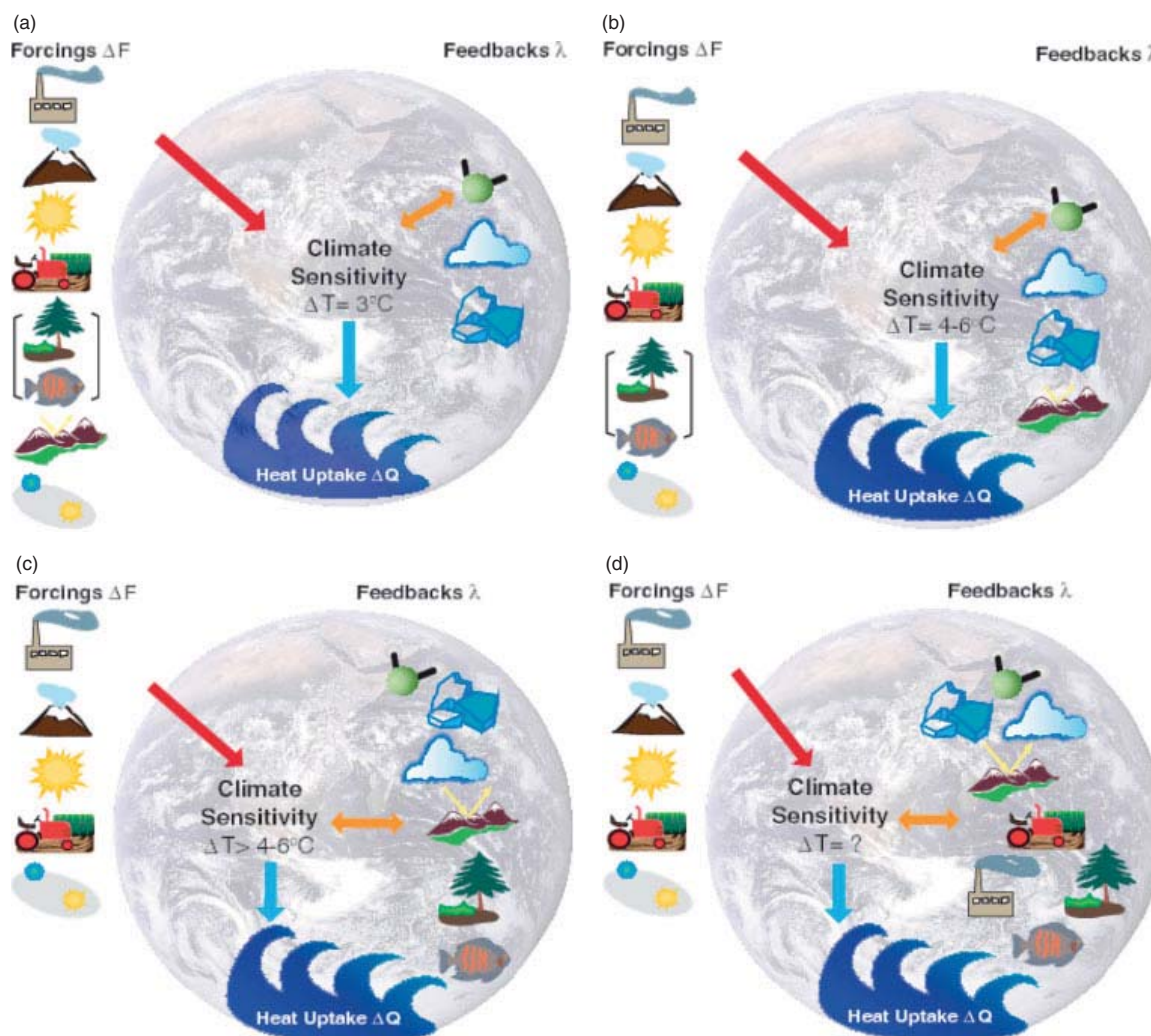 (a)
Forcings ΔF
Feedbacks λ
Climate
Sensitivity
ΔT= 3°C
Heat Uptake ΔQ
(b)
Forcings ΔF
Feedbacks λ
Climate
Sensitivity
ΔT= 4-6°C
Heat Uptake ΔQ
(c)
Forcings ΔF
Feedbacks λ
Climate
Sensitivity
ΔT> 4-6°C
Heat Uptake ΔQ
(d)
Forcings ΔF
Feedbacks λ
Climate
Sensitivity
ΔT= ?
Heat Uptake ΔQ